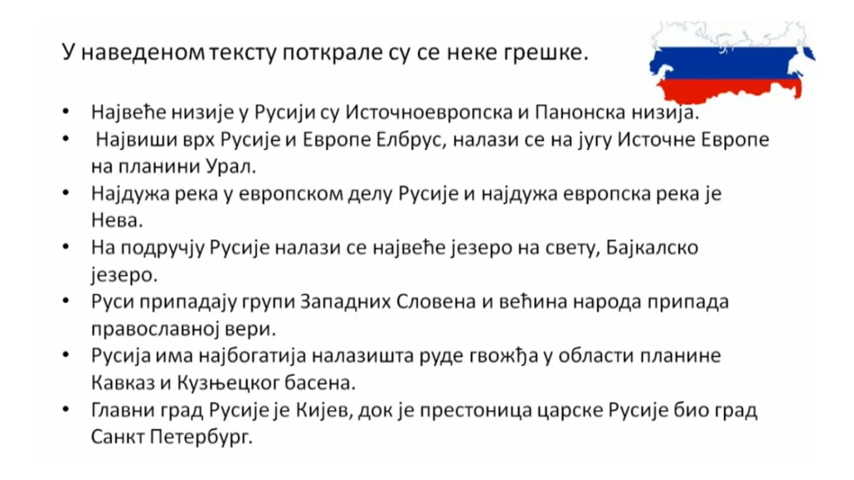 У наведеном тексту поткрале су се неке грешке.
• Највеће низије у Русији су Источноевропска и Панонска низија.
• Највиши врх Русије и Европе Елбрус, налази се на југу Источне Европе
на планини Урал.
• Најдужа река у европском делу Русије и најдужа европска река је
Нева.
• На подручју Русије налази се највеће језеро на свету, Бајкалско
језеро.
• Руси припадају групи Западних Словена и већина народа припада
православној вери.
• Русија има најбогатија налазишта руде гвожђа у области планине
Кавказ и Кузњецког басена.
• Главни град Русије је Кијев, док је престоница царске Русије био град
Санкт Петербург.